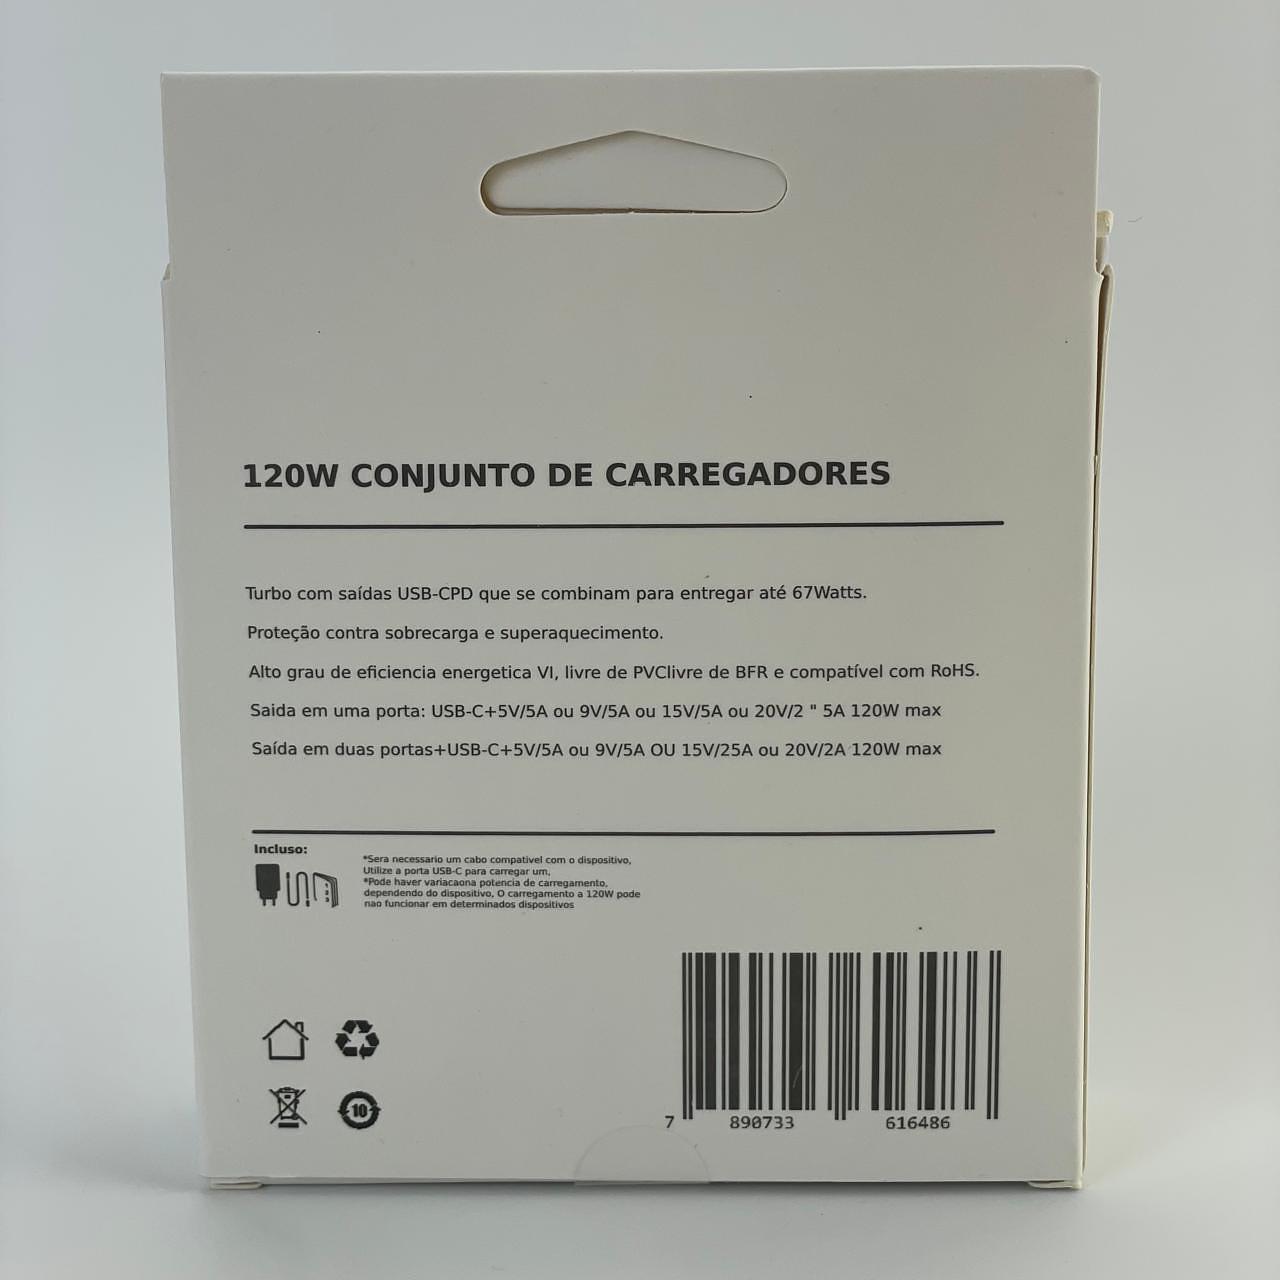 120W CONJUNTO DE CARREGADORES
Turbo com saídas USB-CPD que se combinam para entregar até 67Watts.
Proteção contra sobrecarga e superaquecimento.
Alto grau de eficiencia energetica VI, livre de PVClivre de BFR e compatível com RoHS.
Saida em uma porta: USB-C+5V/5A ou 9V/5A ou 15V/5A ou 20V/2 " 5A 120W max
Saída em duas portas+USB-C+5V/5A ou 9V/5A OU 15V/25A ou 20V/2A 120W max
Incluso:
*Sera necessario um cabo compativel com o dispositivo,
Utilize a porta USB-C para carregar um,
*Pode haver variacaona potencia de carregamento,
dependendo do dispositivo, O carregamento a 120W pode
nao funcionar em determinados dispositivos
10
7 890733 616486